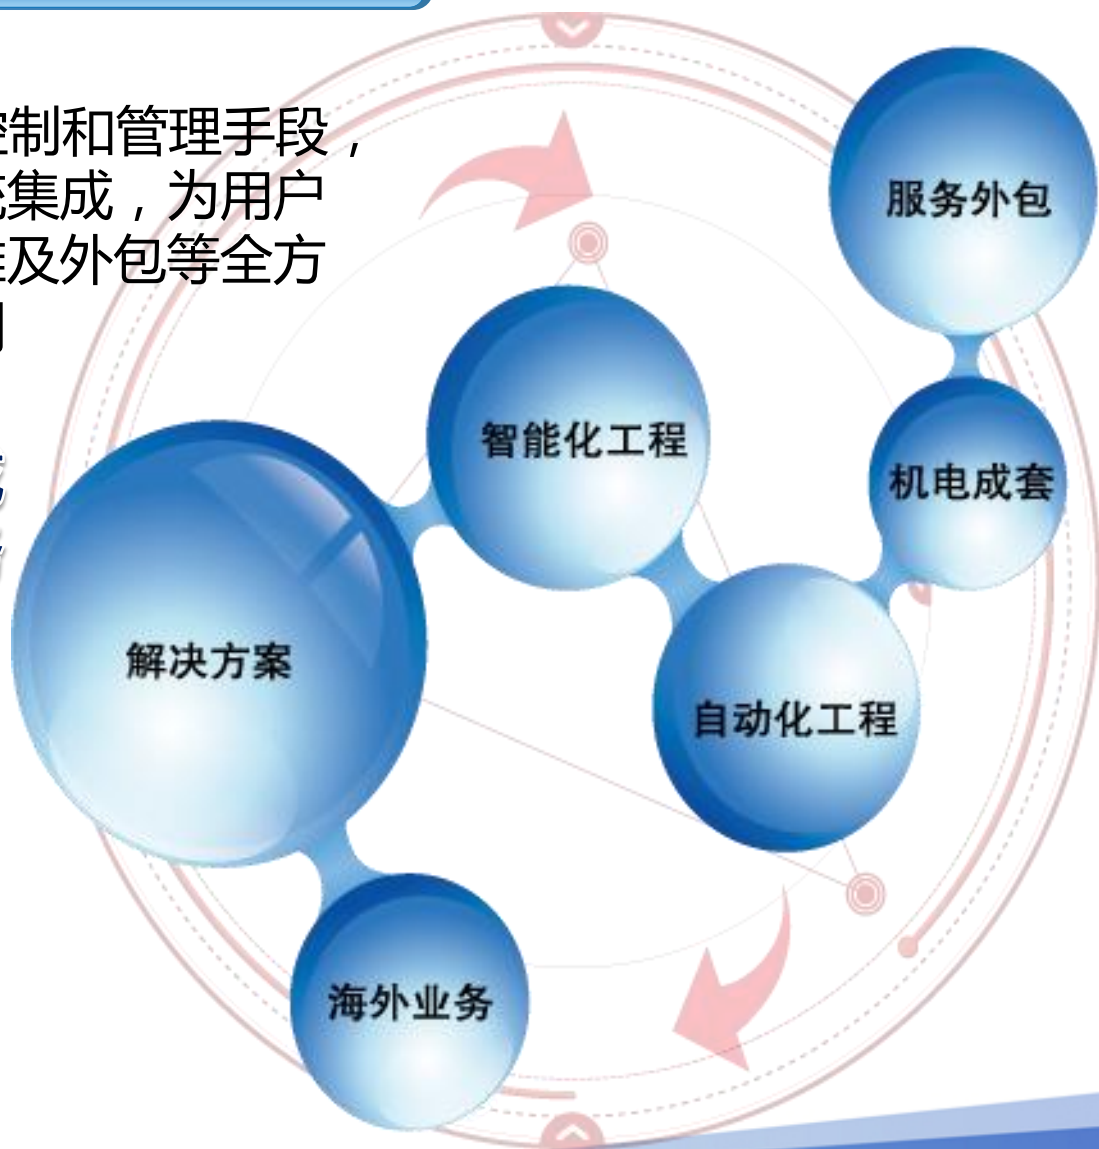 控制和管理手段，
统集成，为用户
维及外包等全方
服务外包
智能化工程
机电成套
解决方案
自动化工程
海外业务